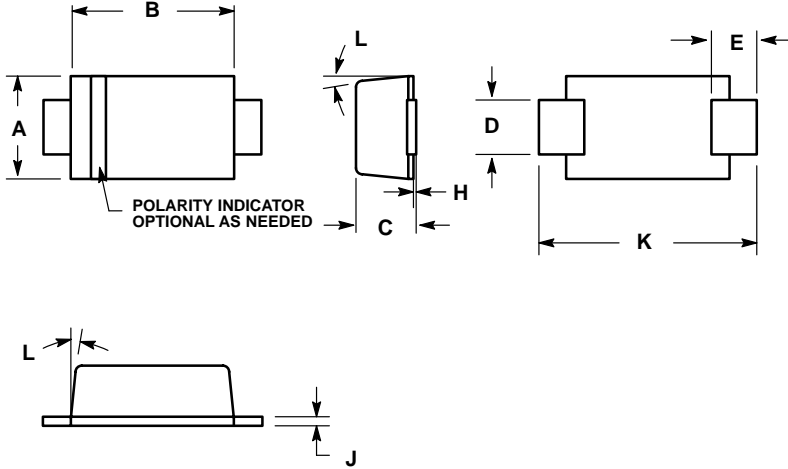 B
A
POLARITY INDICATOR
OPTIONAL AS NEEDED
L
H
C
E
D
K
L
J